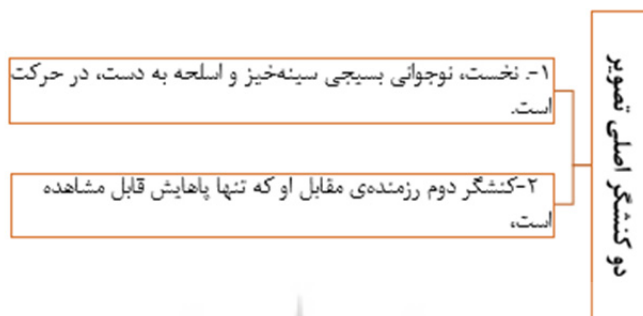 دو کنشگر اصلی تصویر
۱-. نخست، نوجوانی بسیجی سینه‌خیز و اسلحه به دست، در حرکت
است.
۲-کنشگر دوم رزمنده‌ی مقابل او که تنها پاهایش قابل مشاهده
است،